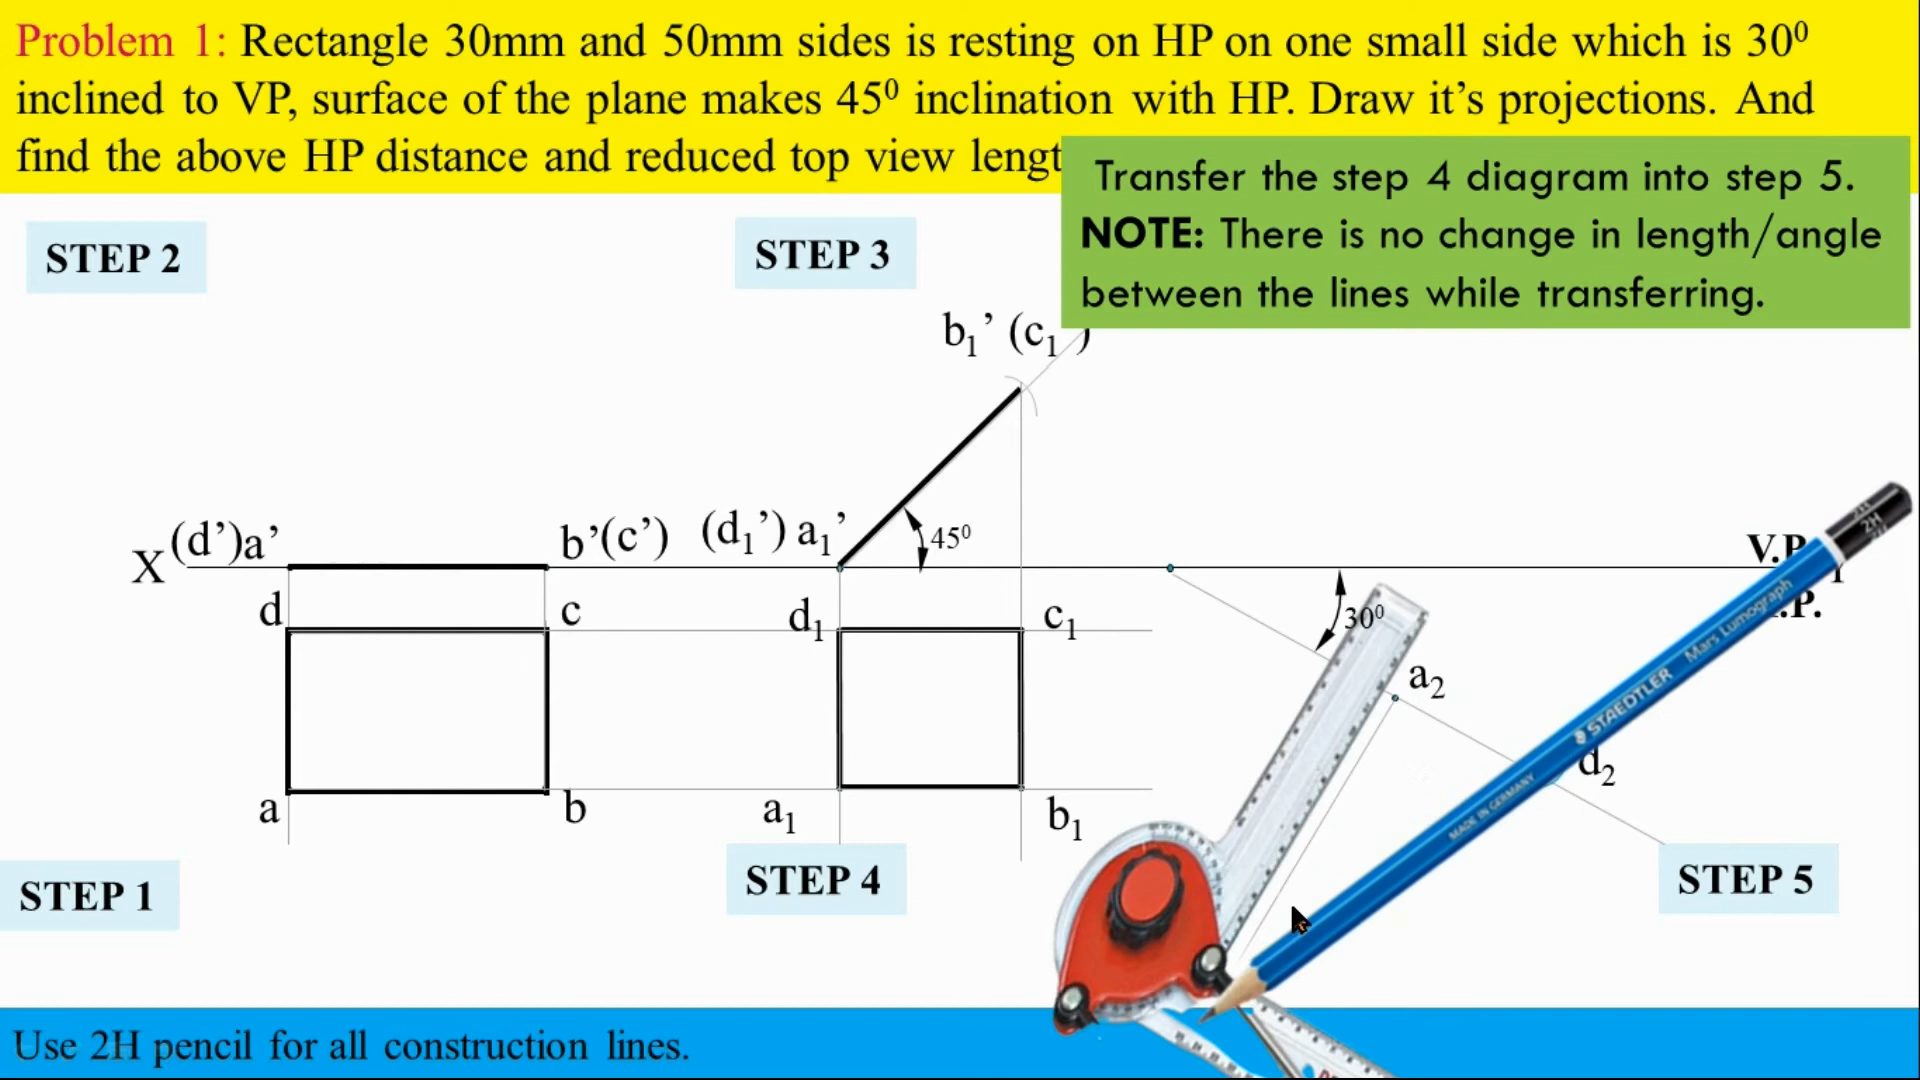 Problem 1: Rectangle 30mm and 50mm sides is resting on HP on one small side which is 30⁰
inclined to VP, surface of the plane makes 45⁰ inclination with HP. Draw it's projections. And
find the above HP distance and reduced top view
Transfer the step 4 diagram into step 5.
NOTE: There is no change in length/angle
between the lines while transferring.
STEP 2
STEP 3
b₁' (c₁ )
X
(d')a'
b'(c')
(d₁') a₁'
45⁰
V.P
.P.
d
c
d₁
c₁
30⁰
a₂
d₂
a
b
a₁
b₁
STEP 1
STEP 4
STEP 5
2H
Mars Lumograph
STAEDTLER
MADE IN GERMANY
Use 2H pencil for all construction lines.